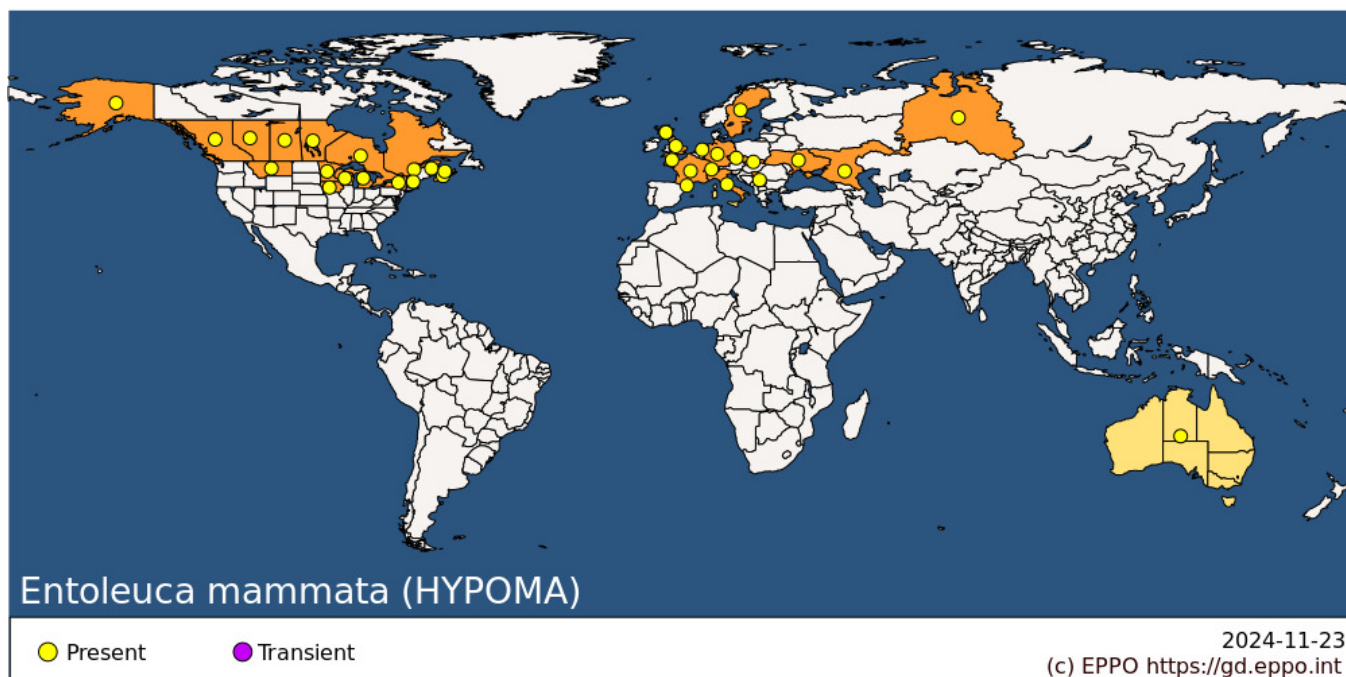 Entoleuca mammata (HYPOMA)
Present
Transient
2024-11-23
(c) EPPO https://gd.eppo.int